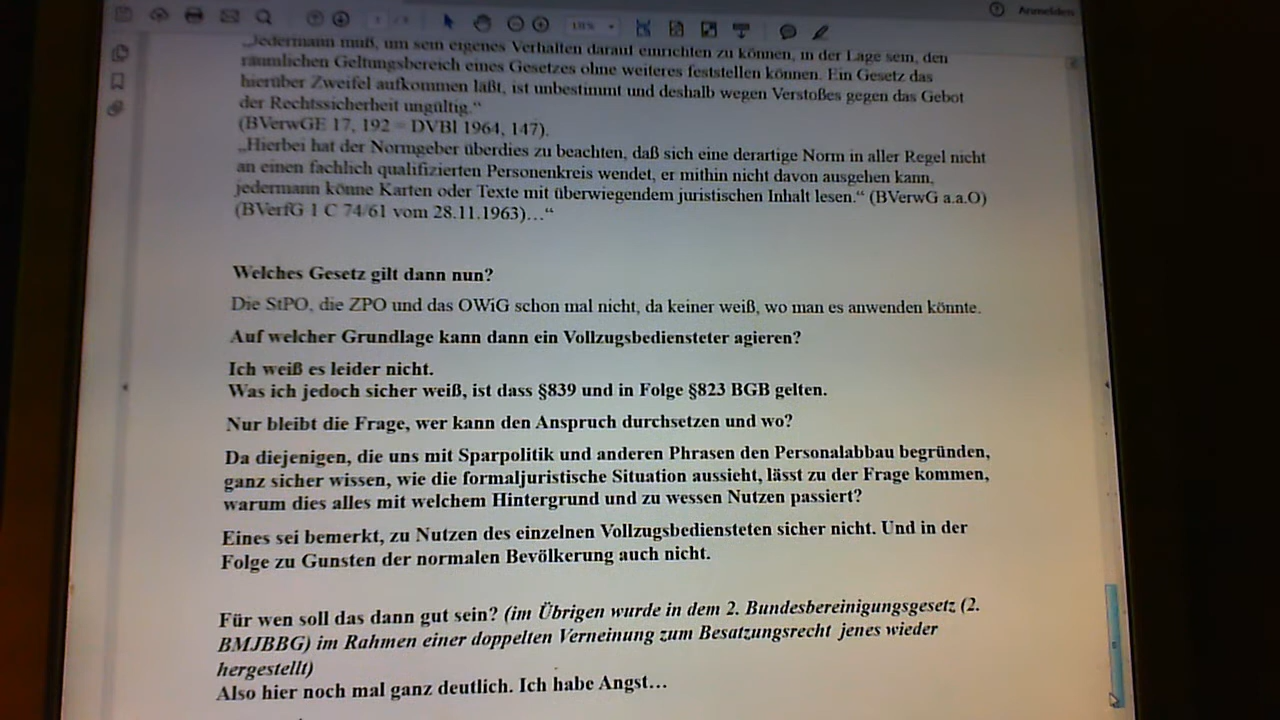 Anmelden
„Jedermann muß, um sein eigenes Verhalten darauf einrichten zu können, in der Lage sein, den
räumlichen Geltungsbereich eines Gesetzes ohne weiteres feststellen können. Ein Gesetz das
hierüber Zweifel aufkommen läßt, ist unbestimmt und deshalb wegen Verstoßes gegen das Gebot
der Rechtssicherheit ungültig.“
(BVerwGE 17, 192 = DVBl 1964, 147).
„Hierbei hat der Normgeber überdies zu beachten, daß sich eine derartige Norm in aller Regel nicht
an einen fachlich qualifizierten Personenkreis wendet, er mithin nicht davon ausgehen kann,
jedermann könne Karten oder Texte mit überwiegendem juristischen Inhalt lesen.“ (BVerwG a.a.O)
(BVerfG 1 C 74/61 vom 28.11.1963)…“
Welches Gesetz gilt dann nun?
Die StPO, die ZPO und das OWiG schon mal nicht, da keiner weiß, wo man es anwenden könnte.
Auf welcher Grundlage kann dann ein Vollzugsbediensteter agieren?
Ich weiß es leider nicht.
Was ich jedoch sicher weiß, ist dass §839 und in Folge §823 BGB gelten.
Nur bleibt die Frage, wer kann den Anspruch durchsetzen und wo?
Da diejenigen, die uns mit Sparpolitik und anderen Phrasen den Personalabbau begründen,
ganz sicher wissen, wie die formaljuristische Situation aussieht, lässt zu der Frage kommen,
warum dies alles mit welchem Hintergrund und zu wessen Nutzen passiert?
Eines sei bemerkt, zu Nutzen des einzelnen Vollzugsbediensteten sicher nicht. Und in der
Folge zu Gunsten der normalen Bevölkerung auch nicht.
Für wen soll das dann gut sein? (im Übrigen wurde in dem 2. Bundesbereinigungsgesetz (2.
BMJBBG) im Rahmen einer doppelten Verneinung zum Besatzungsrecht jenes wieder
hergestellt)
Also hier noch mal ganz deutlich. Ich habe Angst…